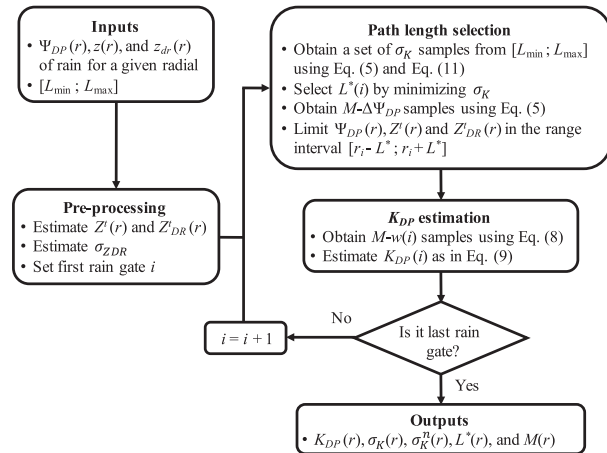 Inputs
• Ψ_DP(r), z(r), and z_dr(r)
of rain for a given radial
• [L_min ; L_max]
Pre-processing
• Estimate Z^t(r) and Z^t_DR(r)
• Estimate σ_ZDR
• Set first rain gate i
Path length selection
• Obtain a set of σ_K samples from [L_min ; L_max]
using Eq. (5) and Eq. (11)
• Select L*(i) by minimizing σ_K
• Obtain M-ΔΨ_DP samples using Eq. (5)
• Limit Ψ_DP(r), Z^t(r) and Z^t_DR(r) in the range
interval [r_i - L* ; r_i + L*]
K_DP estimation
• Obtain M-w(i) samples using Eq. (8)
• Estimate K_DP(i) as in Eq. (9)
Is it last rain
gate?
No
i = i + 1
Yes
Outputs
• K_DP(r), σ_K(r), σ^n_K(r), L*(r), and M(r)